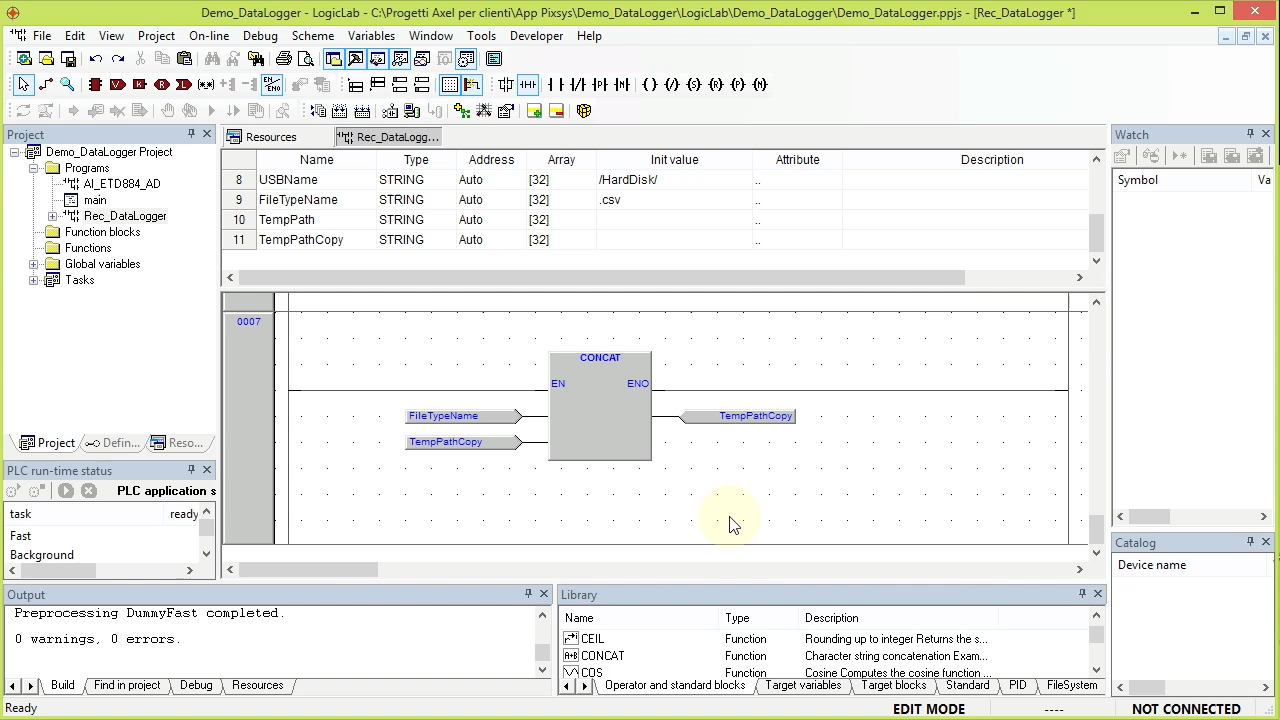 Demo_DataLogger - LogicLab - C:\Progetti Axel per clienti\App Pixsys\Demo_DataLogger\LogicLab\Demo_DataLogger\Demo_DataLogger.ppjs - [Rec_DataLogger *]
File Edit View Project On-line Debug Scheme Variables Window Tools Developer Help
Project
Demo_DataLogger Project
Programs
AI_ETD884_AD
main
Rec_DataLogger
Function blocks
Functions
Global variables
Tasks
Project Defin... Reso...
PLC run-time status
PLC application s
task ready
Fast
Background
Resources Rec_DataLogg...
Name Type Address Array Init value Attribute Description
8 USBName STRING Auto [32] /HardDisk/ ..
9 FileTypeName STRING Auto [32] .csv ..
10 TempPath STRING Auto [32] ..
11 TempPathCopy STRING Auto [32] ..
0007
CONCAT
EN ENO
FileTypeName TempPathCopy
TempPathCopy
Watch
Symbol Va
Catalog
Device name
Output
Preprocessing DummyFast completed.
0 warnings, 0 errors.
Build Find in project Debug Resources
Library
Name Type Description
CEIL Function Rounding up to integer Returns the s...
CONCAT Function Character string concatenation Exam...
COS Function Cosine Computes the cosine function ...
Operator and standard blocks Target variables Target blocks Standard PID FileSystem
Ready EDIT MODE ---- NOT CONNECTED